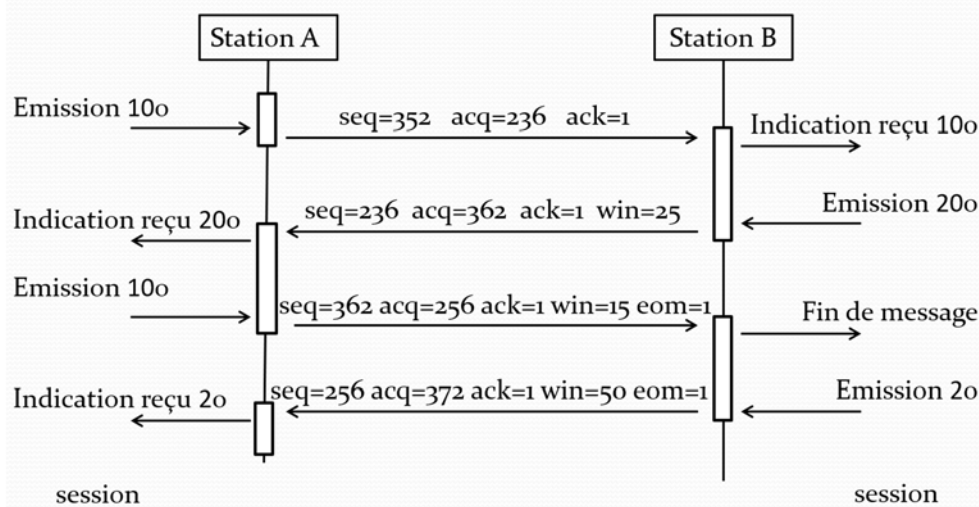 Station A
Station B
Emission 10o
seq=352 acq=236 ack=1
Indication reçu 10o
Indication reçu 20o
seq=236 acq=362 ack=1 win=25
Emission 20o
Emission 10o
seq=362 acq=256 ack=1 win=15 eom=1
Fin de message
Indication reçu 2o
seq=256 acq=372 ack=1 win=50 eom=1
Emission 2o
session
session